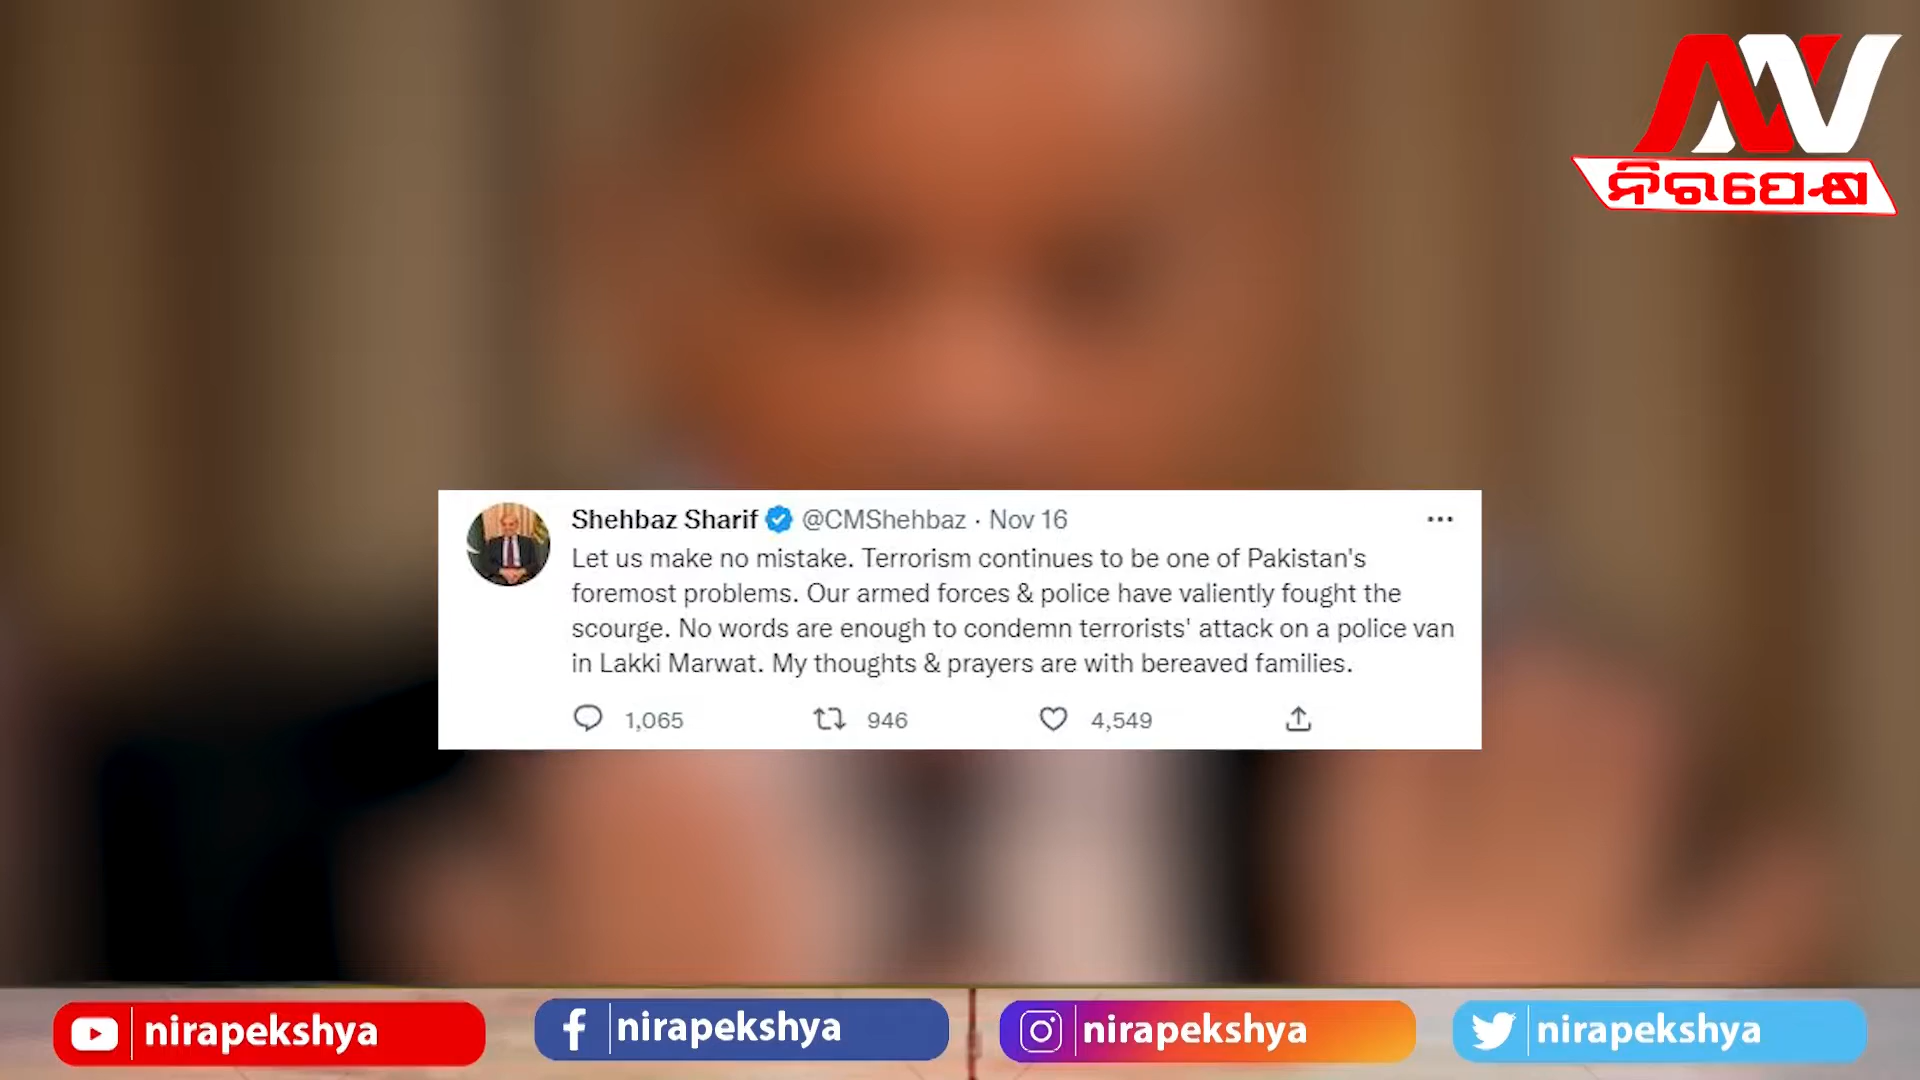 ନିରପେକ୍ଷ
Shehbaz Sharif @CMShehbaz · Nov 16
Let us make no mistake. Terrorism continues to be one of Pakistan's
foremost problems. Our armed forces & police have valiently fought the
scourge. No words are enough to condemn terrorists' attack on a police van
in Lakki Marwat. My thoughts & prayers are with bereaved families.
1,065 946 4,549
nirapekshya nirapekshya nirapekshya nirapekshya